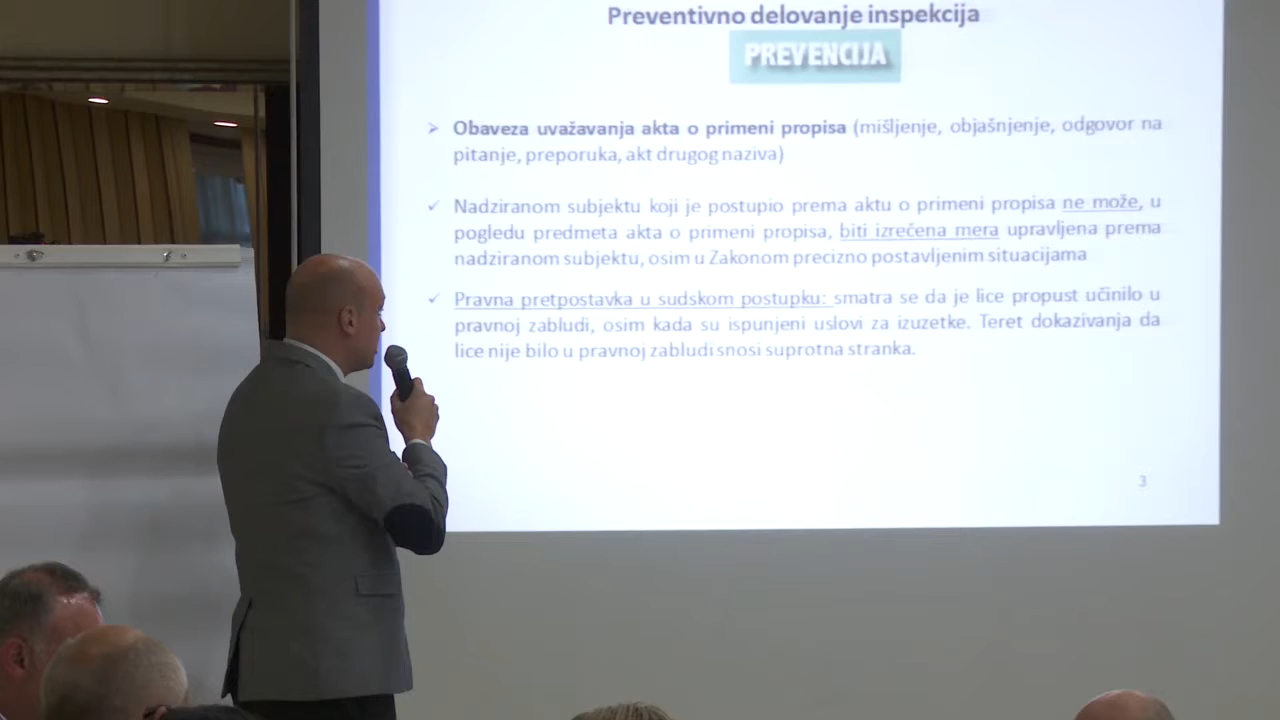 Preventivno delovanje inspekcija
PREVENCIJA
Obaveza uvažavanja akta o primeni propisa (mišljenje, objašnjenje, odgovor na
pitanje, preporuka, akt drugog naziva)
Nadziranom subjektu koji je postupio prema aktu o primeni propisa ne može, u
pogledu predmeta akta o primeni propisa, biti izrečena mera upravljena prema
nadziranom subjektu, osim u Zakonom precizno postavljenim situacijama
Pravna pretpostavka u sudskom postupku: smatra se da je lice propust učinilo u
pravnoj zabludi, osim kada su ispunjeni uslovi za izuzetke. Teret dokazivanja da
lice nije bilo u pravnoj zabludi snosi suprotna stranka.
3